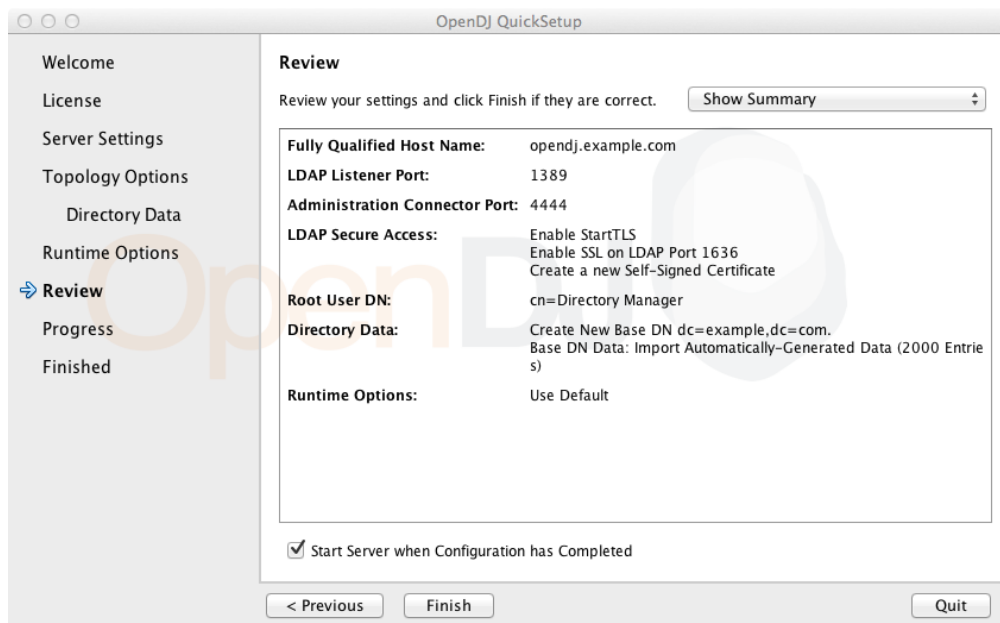 OpenDJ QuickSetup
Welcome
License
Server Settings
Topology Options
Directory Data
Runtime Options
Review
Progress
Finished
Review
Review your settings and click Finish if they are correct.
Show Summary
OpenDJ
Fully Qualified Host Name: opendj.example.com
LDAP Listener Port: 1389
Administration Connector Port: 4444
LDAP Secure Access: Enable StartTLS
Enable SSL on LDAP Port 1636
Create a new Self-Signed Certificate
Root User DN: cn=Directory Manager
Directory Data: Create New Base DN dc=example,dc=com.
Base DN Data: Import Automatically-Generated Data (2000 Entrie
s)
Runtime Options: Use Default
Start Server when Configuration has Completed
< Previous Finish Quit